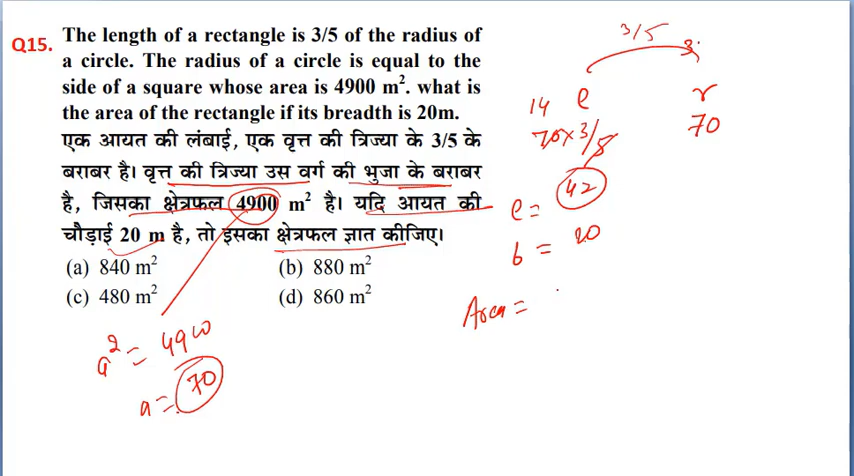 Q15. The length of a rectangle is 3/5 of the radius of
a circle. The radius of a circle is equal to the
side of a square whose area is 4900 m². what is
the area of the rectangle if its breadth is 20m.
एक आयत की लंबाई, एक वृत्त की त्रिज्या के 3/5 के
बराबर है। वृत्त की त्रिज्या उस वर्ग की भुजा के बराबर
है, जिसका क्षेत्रफल 4900 m² है। यदि आयत की
चौड़ाई 20 m है, तो इसका क्षेत्रफल ज्ञात कीजिए।
(a) 840 m² (b) 880 m²
(c) 480 m² (d) 860 m²
a² = 4900
a = 70
3/5
l r
14
70×3/5 70
l = 42
b = 20
Area =